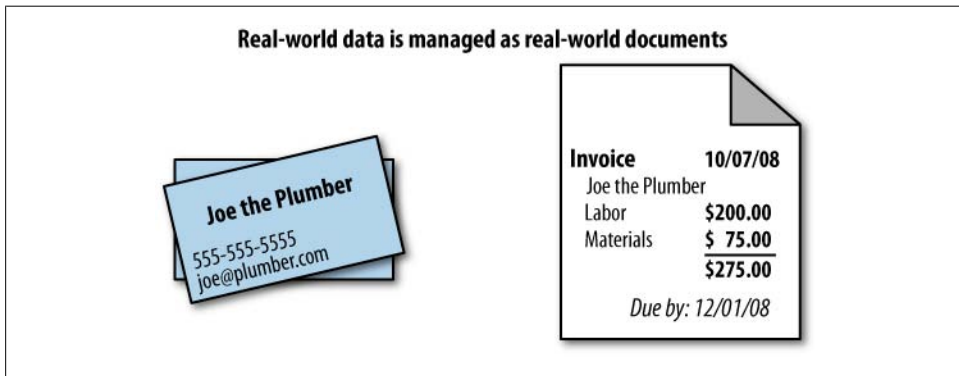 Real-world data is managed as real-world documents
Joe the Plumber
555-555-5555
joe@plumber.com
Invoice 10/07/08
Joe the Plumber
Labor $200.00
Materials $ 75.00
$275.00
Due by: 12/01/08